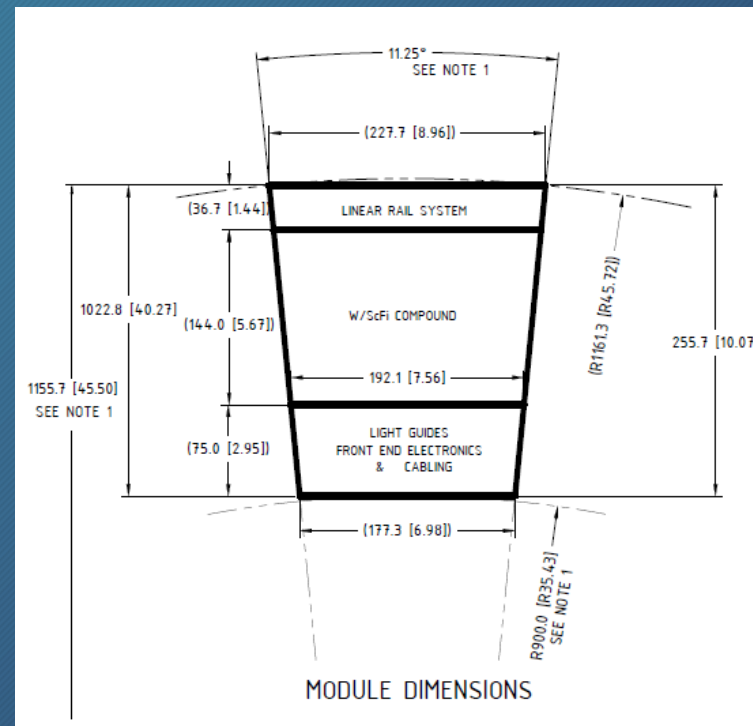 11.25°
SEE NOTE 1
(227.7 [8.96])
(36.7 [1.44])
LINEAR RAIL SYSTEM
1022.8 [40.27]
(144.0 [5.67])
W/ScFi COMPOUND
(R1161.3 [R45.72])
255.7 [10.07
192.1 [7.56]
1155.7 [45.50]
SEE NOTE 1
(75.0 [2.95])
LIGHT GUIDES
FRONT END ELECTRONICS
& CABLING
(177.3 [6.98])
R900.0 [R35.43]
SEE NOTE 1
MODULE DIMENSIONS